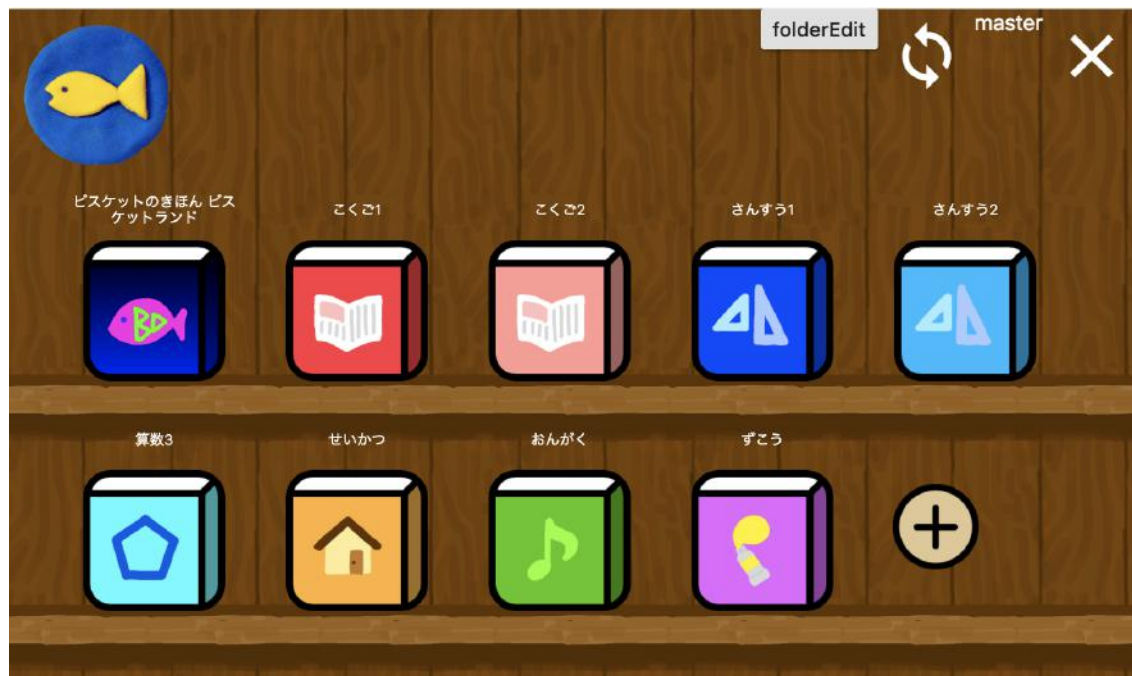 folderEdit
master
ビスケットのきほん ビス
ケットランド
こくご1
こくご2
さんすう1
さんすう2
算数3
せいかつ
おんがく
ずこう